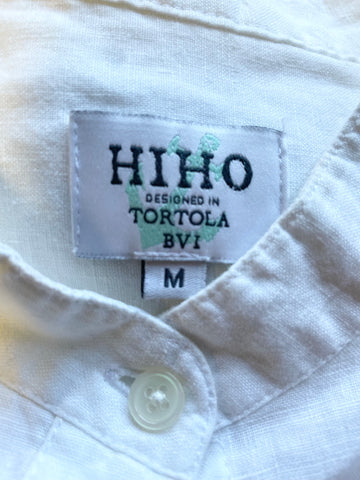 HIHO
DESIGNED IN
TORTOLA
BVI
M